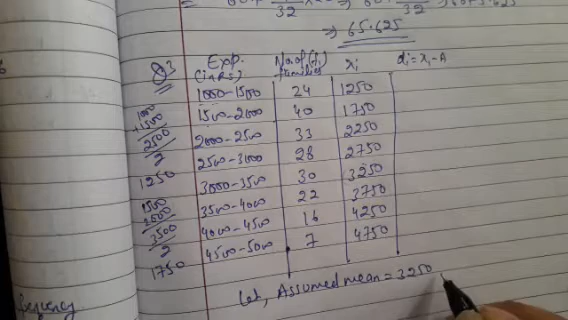 32
32
⇒ 65.625
Q3 Exp. (in Rs.) No of (fi) families xi di = xi - A
1000-1500 24 1250
1500-2000 40 1750
2000-2500 33 2250
2500-3000 28 2750
3000-3500 30 3250
3500-4000 22 3750
4000-4500 16 4250
4500-5000 7 4750
1000
+1500
2500
2
1250
1500
2000
3500
2
1750
Let, Assumed mean = 3250